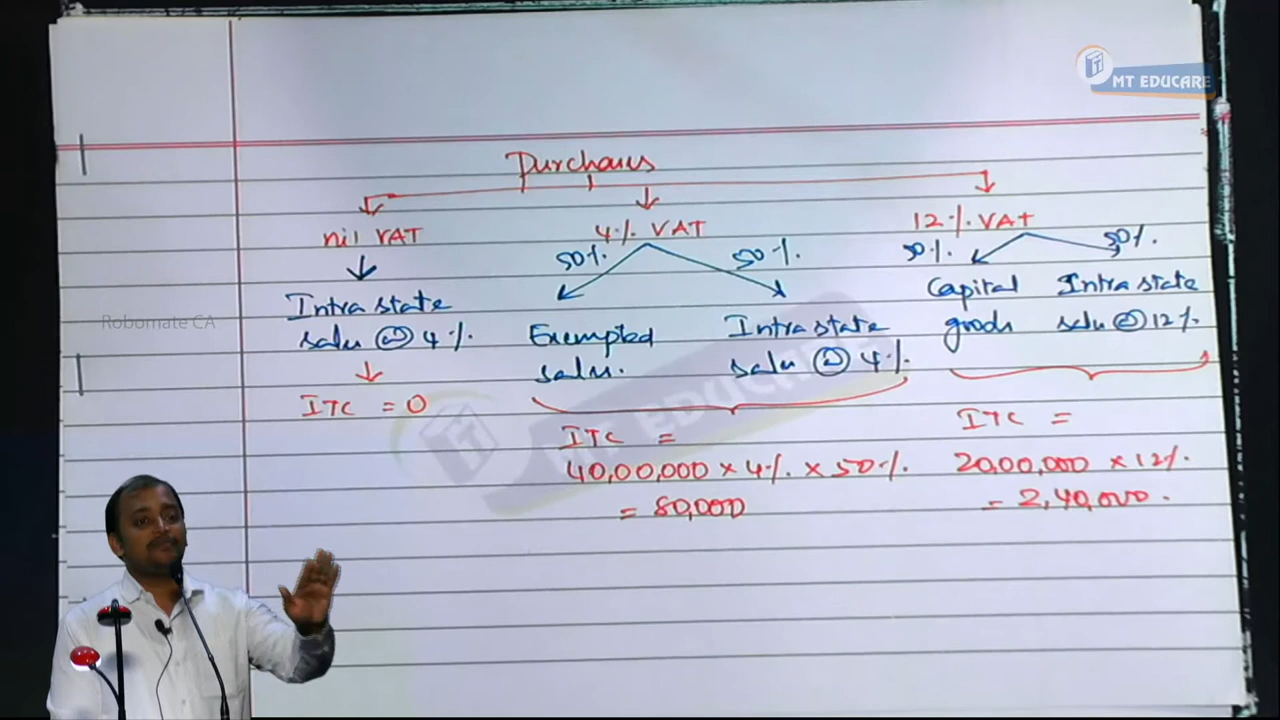 MT EDUCARE
Purchases
nil VAT
4% VAT
12% VAT
50%
50%
50%
50%
Intra state
sales @ 4%
Exempted
sales.
Intra state
sales @ 4%
Capital
goods
Intra state
sales @ 12%
ITC = 0
ITC =
40,00,000 × 4% × 50%
= 80,000
ITC =
20,00,000 × 12%
= 2,40,000.
Robomate CA
MT EDUCARE